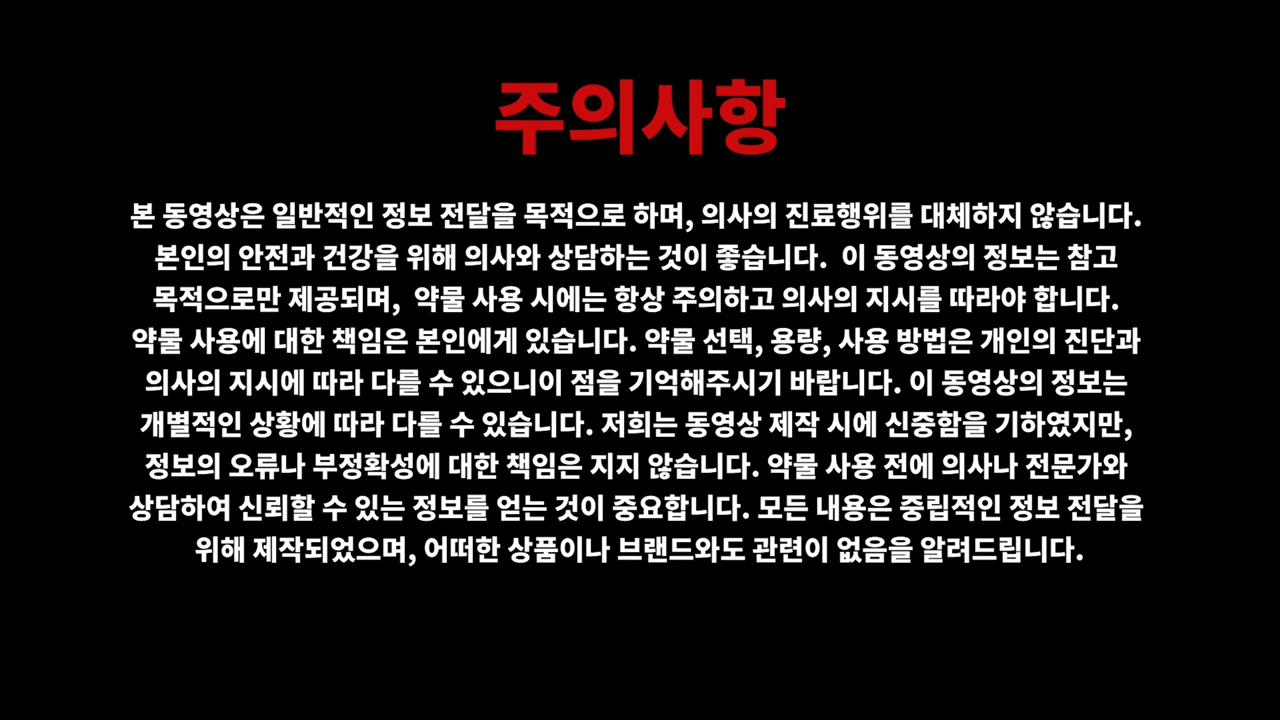 주의사항
본 동영상은 일반적인 정보 전달을 목적으로 하며, 의사의 진료행위를 대체하지 않습니다.
본인의 안전과 건강을 위해 의사와 상담하는 것이 좋습니다. 이 동영상의 정보는 참고
목적으로만 제공되며, 약물 사용 시에는 항상 주의하고 의사의 지시를 따라야 합니다.
약물 사용에 대한 책임은 본인에게 있습니다. 약물 선택, 용량, 사용 방법은 개인의 진단과
의사의 지시에 따라 다를 수 있으니이 점을 기억해주시기 바랍니다. 이 동영상의 정보는
개별적인 상황에 따라 다를 수 있습니다. 저희는 동영상 제작 시에 신중함을 기하였지만,
정보의 오류나 부정확성에 대한 책임은 지지 않습니다. 약물 사용 전에 의사나 전문가와
상담하여 신뢰할 수 있는 정보를 얻는 것이 중요합니다. 모든 내용은 중립적인 정보 전달을
위해 제작되었으며, 어떠한 상품이나 브랜드와도 관련이 없음을 알려드립니다.